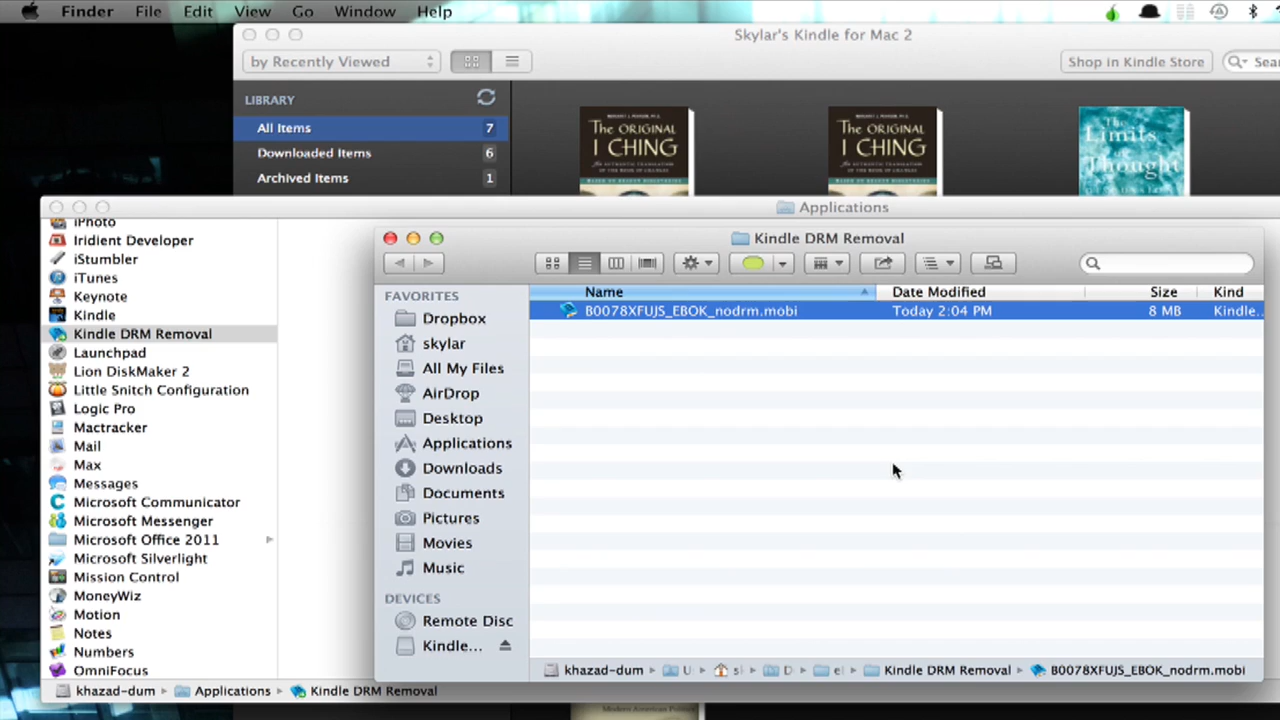 Finder File Edit View Go Window Help
Skylar's Kindle for Mac 2
by Recently Viewed
Shop in Kindle Store
LIBRARY
All Items 7
Downloaded Items 6
Archived Items 1
The ORIGINAL
I CHING
The ORIGINAL
I CHING
The
Limits
Thought
Applications
iPhoto
Iridient Developer
iStumbler
iTunes
Keynote
Kindle
Kindle DRM Removal
Launchpad
Lion DiskMaker 2
Little Snitch Configuration
Logic Pro
Mactracker
Mail
Max
Messages
Microsoft Communicator
Microsoft Messenger
Microsoft Office 2011
Microsoft Silverlight
Mission Control
MoneyWiz
Motion
Notes
Numbers
OmniFocus
khazad-dum Applications Kindle DRM Removal
Kindle DRM Removal
FAVORITES
Dropbox
skylar
All My Files
AirDrop
Desktop
Applications
Downloads
Documents
Pictures
Movies
Music
DEVICES
Remote Disc
Kindle...
Name Date Modified Size Kind
B0078XFUJS_EBOK_nodrm.mobi Today 2:04 PM 8 MB Kindle..
khazad-dum Kindle DRM Removal B0078XFUJS_EBOK_nodrm.mobi
Modern American Politics